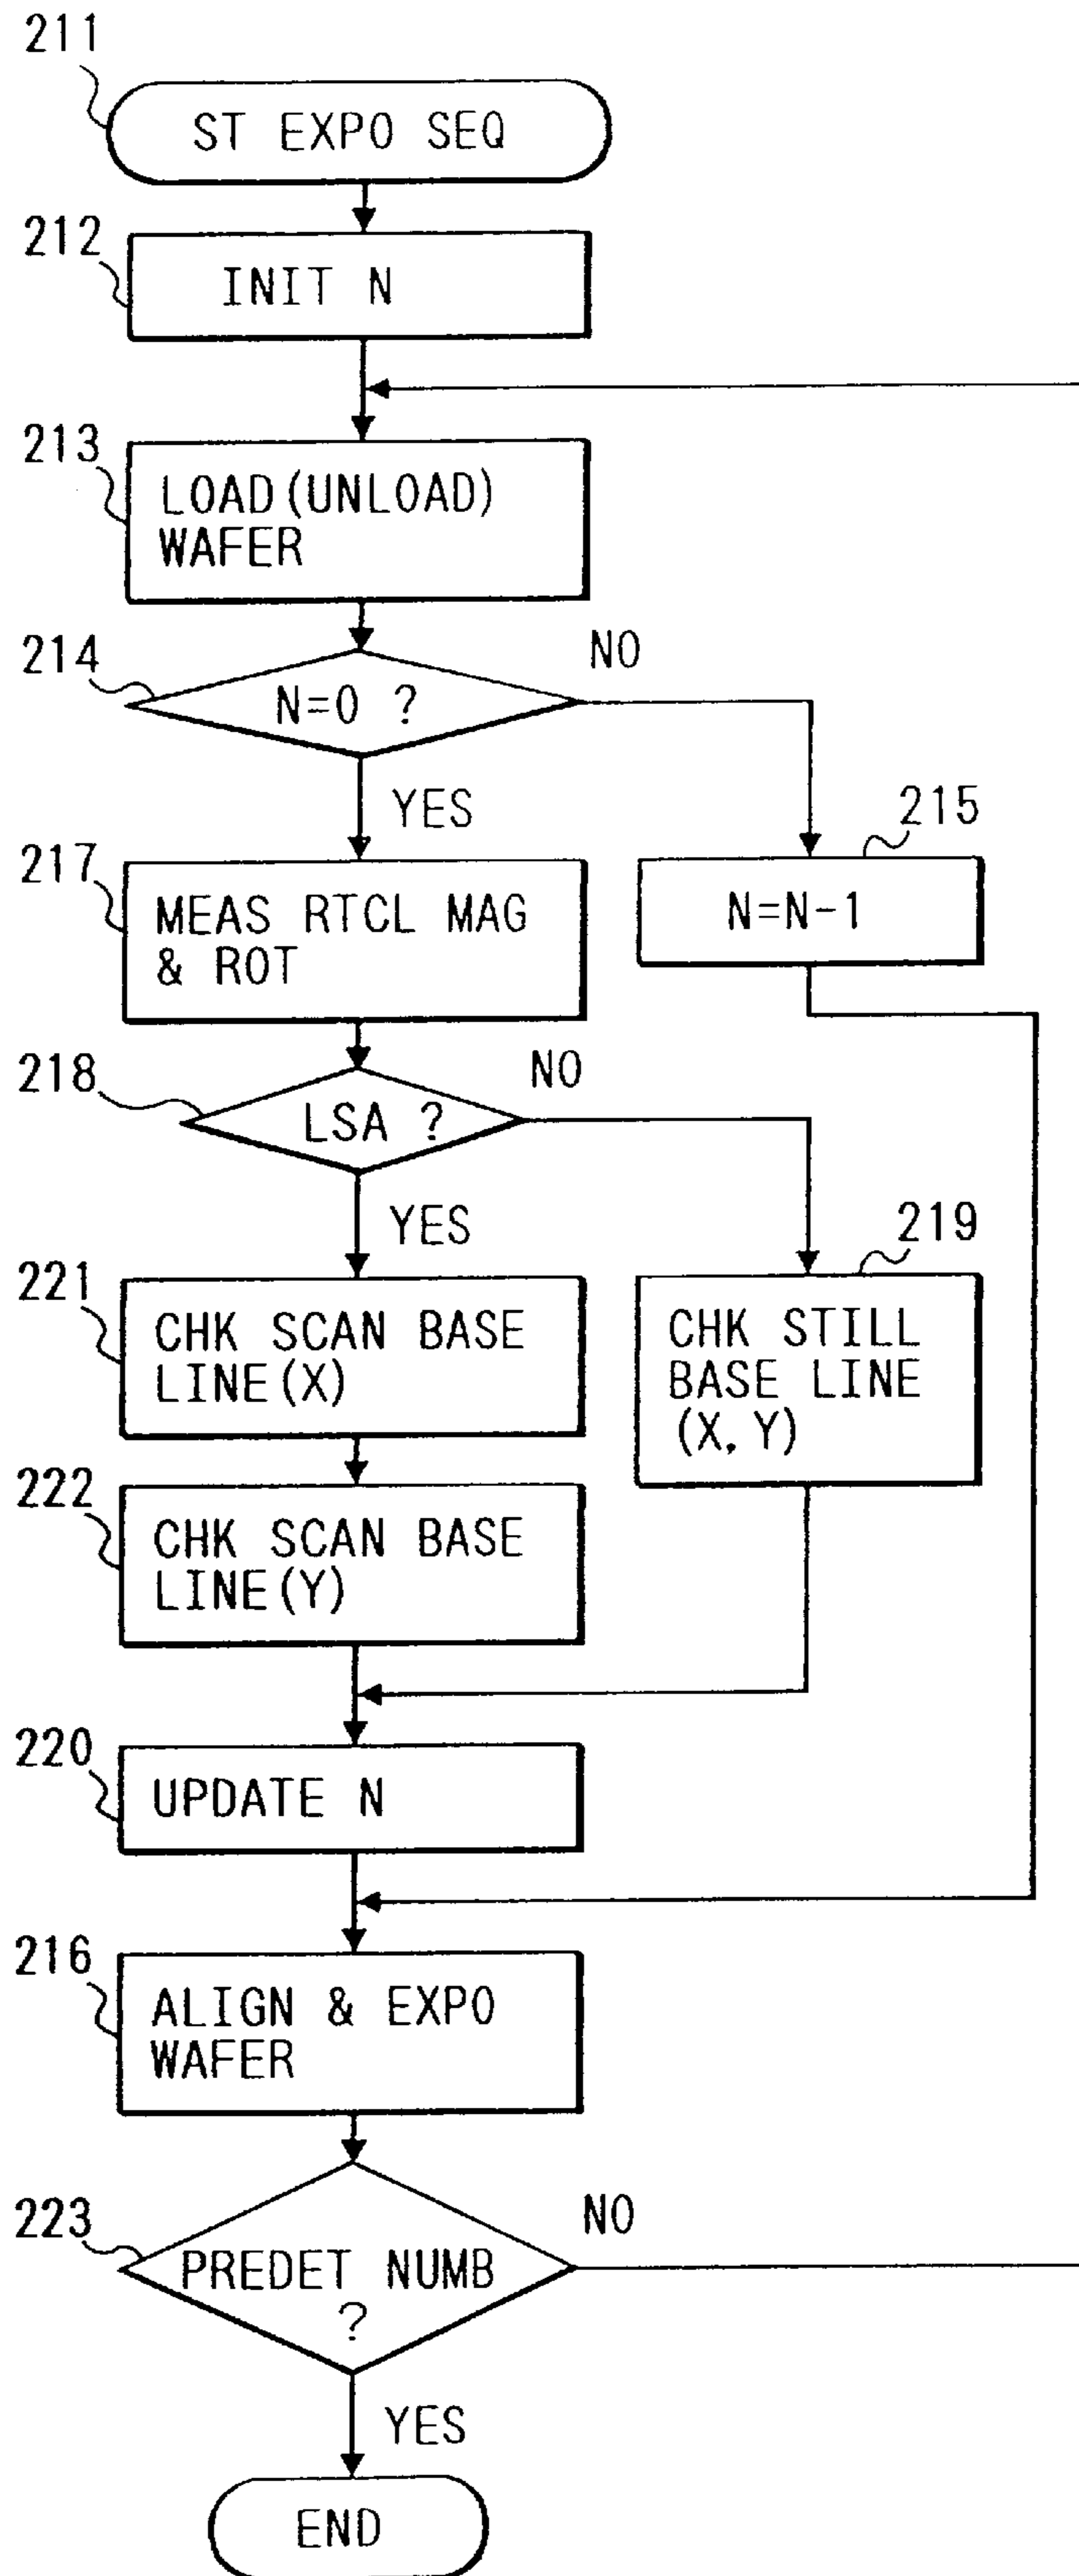 211
ST EXPO SEQ
212
INIT N
213
LOAD(UNLOAD)
WAFER
214
N=0 ?
NO
YES
215
N=N-1
217
MEAS RTCL MAG
& ROT
218
LSA ?
NO
YES
219
CHK STILL
BASE LINE
(X, Y)
221
CHK SCAN BASE
LINE(X)
222
CHK SCAN BASE
LINE(Y)
220
UPDATE N
216
ALIGN & EXPO
WAFER
223
PREDET NUMB
?
NO
YES
END